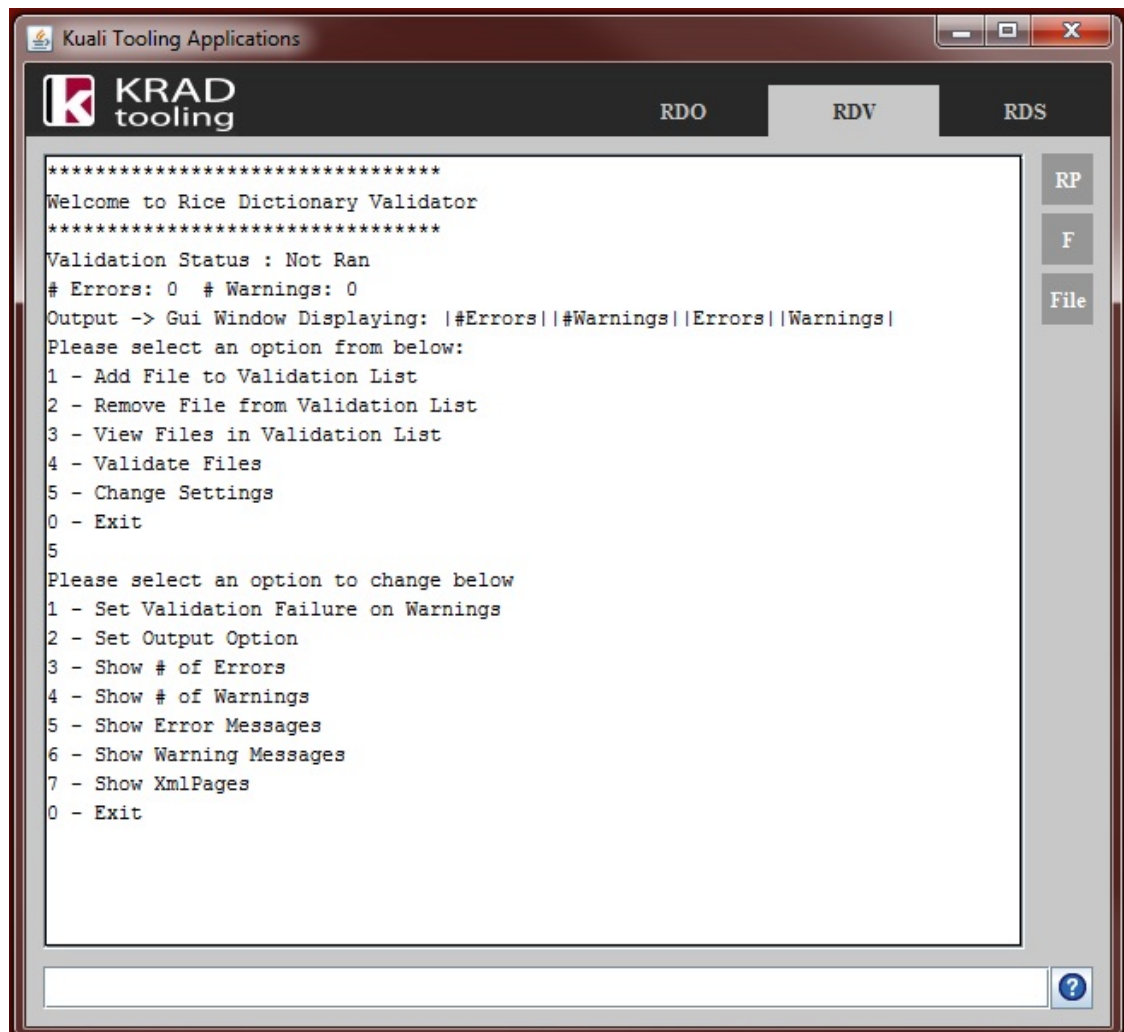 Kuali Tooling Applications
KRAD
tooling
RDO RDV RDS
*********************************
Welcome to Rice Dictionary Validator
*********************************
Validation Status : Not Ran
# Errors: 0  # Warnings: 0
Output -> Gui Window Displaying: |#Errors||#Warnings||Errors||Warnings|
Please select an option from below:
1 - Add File to Validation List
2 - Remove File from Validation List
3 - View Files in Validation List
4 - Validate Files
5 - Change Settings
0 - Exit
5
Please select an option to change below
1 - Set Validation Failure on Warnings
2 - Set Output Option
3 - Show # of Errors
4 - Show # of Warnings
5 - Show Error Messages
6 - Show Warning Messages
7 - Show XmlPages
0 - Exit
RP
F
File
?